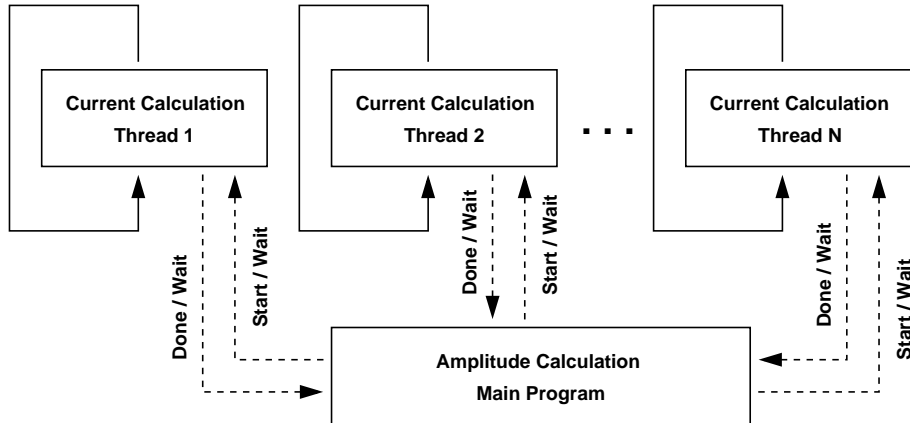 Current Calculation
Thread 1
Current Calculation
Thread 2
. . .
Current Calculation
Thread N
Done / Wait
Start / Wait
Done / Wait
Start / Wait
Done / Wait
Start / Wait
Amplitude Calculation
Main Program